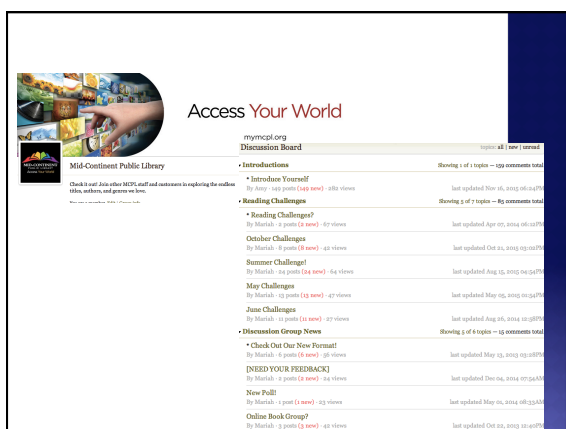 Access Your World
mymcpl.org
MID-CONTINENT
PUBLIC LIBRARY
Access Your World
Mid-Continent Public Library
Check it out! Join other MCPL staff and customers in exploring the endless
titles, authors, and genres we love.
Discussion Board topics: all | new | unread
▾ Introductions Showing 1 of 1 topics — 159 comments total
* Introduce Yourself
By Amy · 149 posts (149 new) · 282 views last updated Nov 16, 2015 06:24PM
▾ Reading Challenges Showing 5 of 7 topics — 85 comments total
* Reading Challenges?
By Mariah · 2 posts (2 new) · 67 views last updated Apr 07, 2014 06:12PM
October Challenges
By Mariah · 8 posts (8 new) · 42 views last updated Oct 21, 2015 03:02PM
Summer Challenge!
By Mariah · 24 posts (24 new) · 64 views last updated Aug 15, 2015 04:54PM
May Challenges
By Mariah · 13 posts (13 new) · 47 views last updated May 05, 2015 01:34PM
June Challenges
By Mariah · 11 posts (11 new) · 27 views last updated Aug 26, 2014 12:38PM
▾ Discussion Group News Showing 5 of 6 topics — 15 comments total
* Check Out Our New Format!
By Mariah · 6 posts (6 new) · 36 views last updated May 13, 2013 03:28PM
[NEED YOUR FEEDBACK]
By Mariah · 2 posts (2 new) · 24 views last updated Dec 04, 2014 07:54AM
New Poll!
By Mariah · 1 post (1 new) · 23 views last updated May 01, 2014 08:33AM
Online Book Group?
By Mariah · 3 posts (3 new) · 42 views last updated Oct 22, 2013 12:40PM